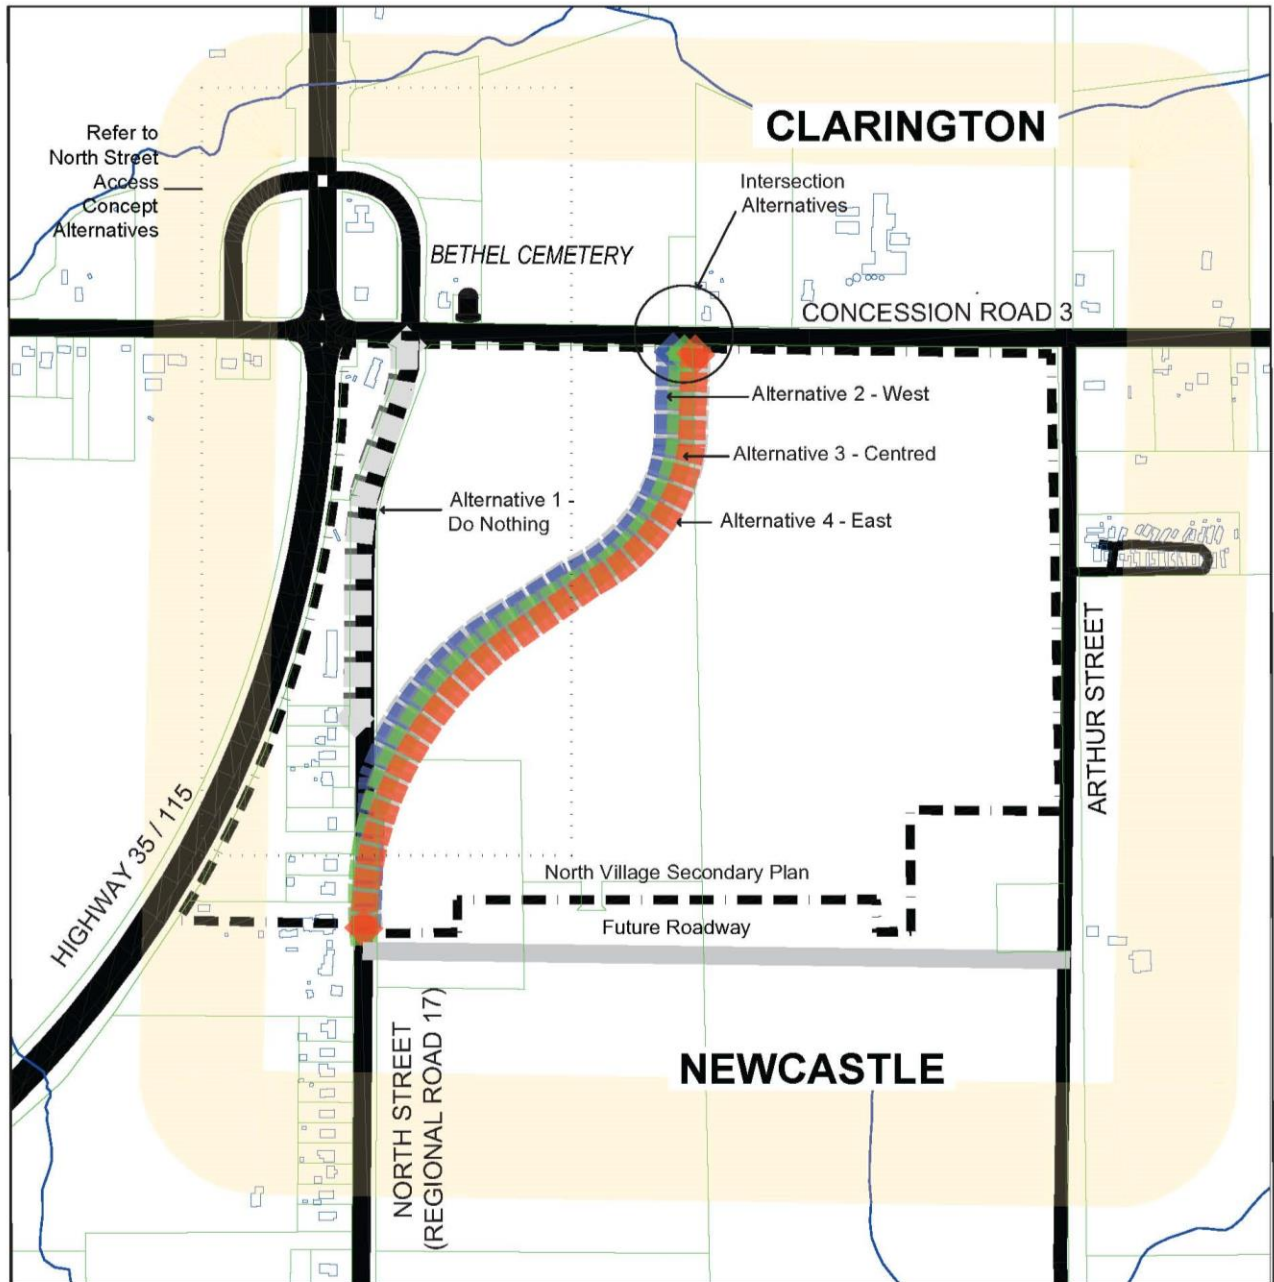 CLARINGTON
Refer to
North Street
Access
Concept
Alternatives
Intersection
Alternatives
BETHEL CEMETERY
CONCESSION ROAD 3
Alternative 2 - West
Alternative 3 - Centred
Alternative 1 -
Do Nothing
Alternative 4 - East
ARTHUR STREET
HIGHWAY 35 / 115
North Village Secondary Plan
Future Roadway
NORTH STREET
(REGIONAL ROAD 17)
NEWCASTLE